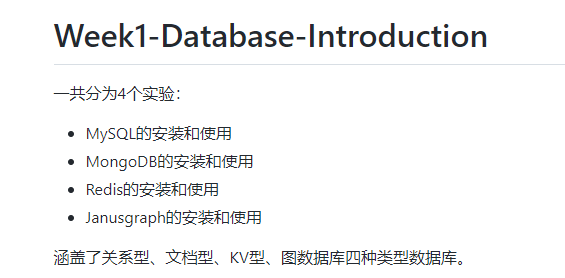 Week1-Database-Introduction
一共分为4个实验：
MySQL的安装和使用
MongoDB的安装和使用
Redis的安装和使用
Janusgraph的安装和使用
涵盖了关系型、文档型、KV型、图数据库四种类型数据库。